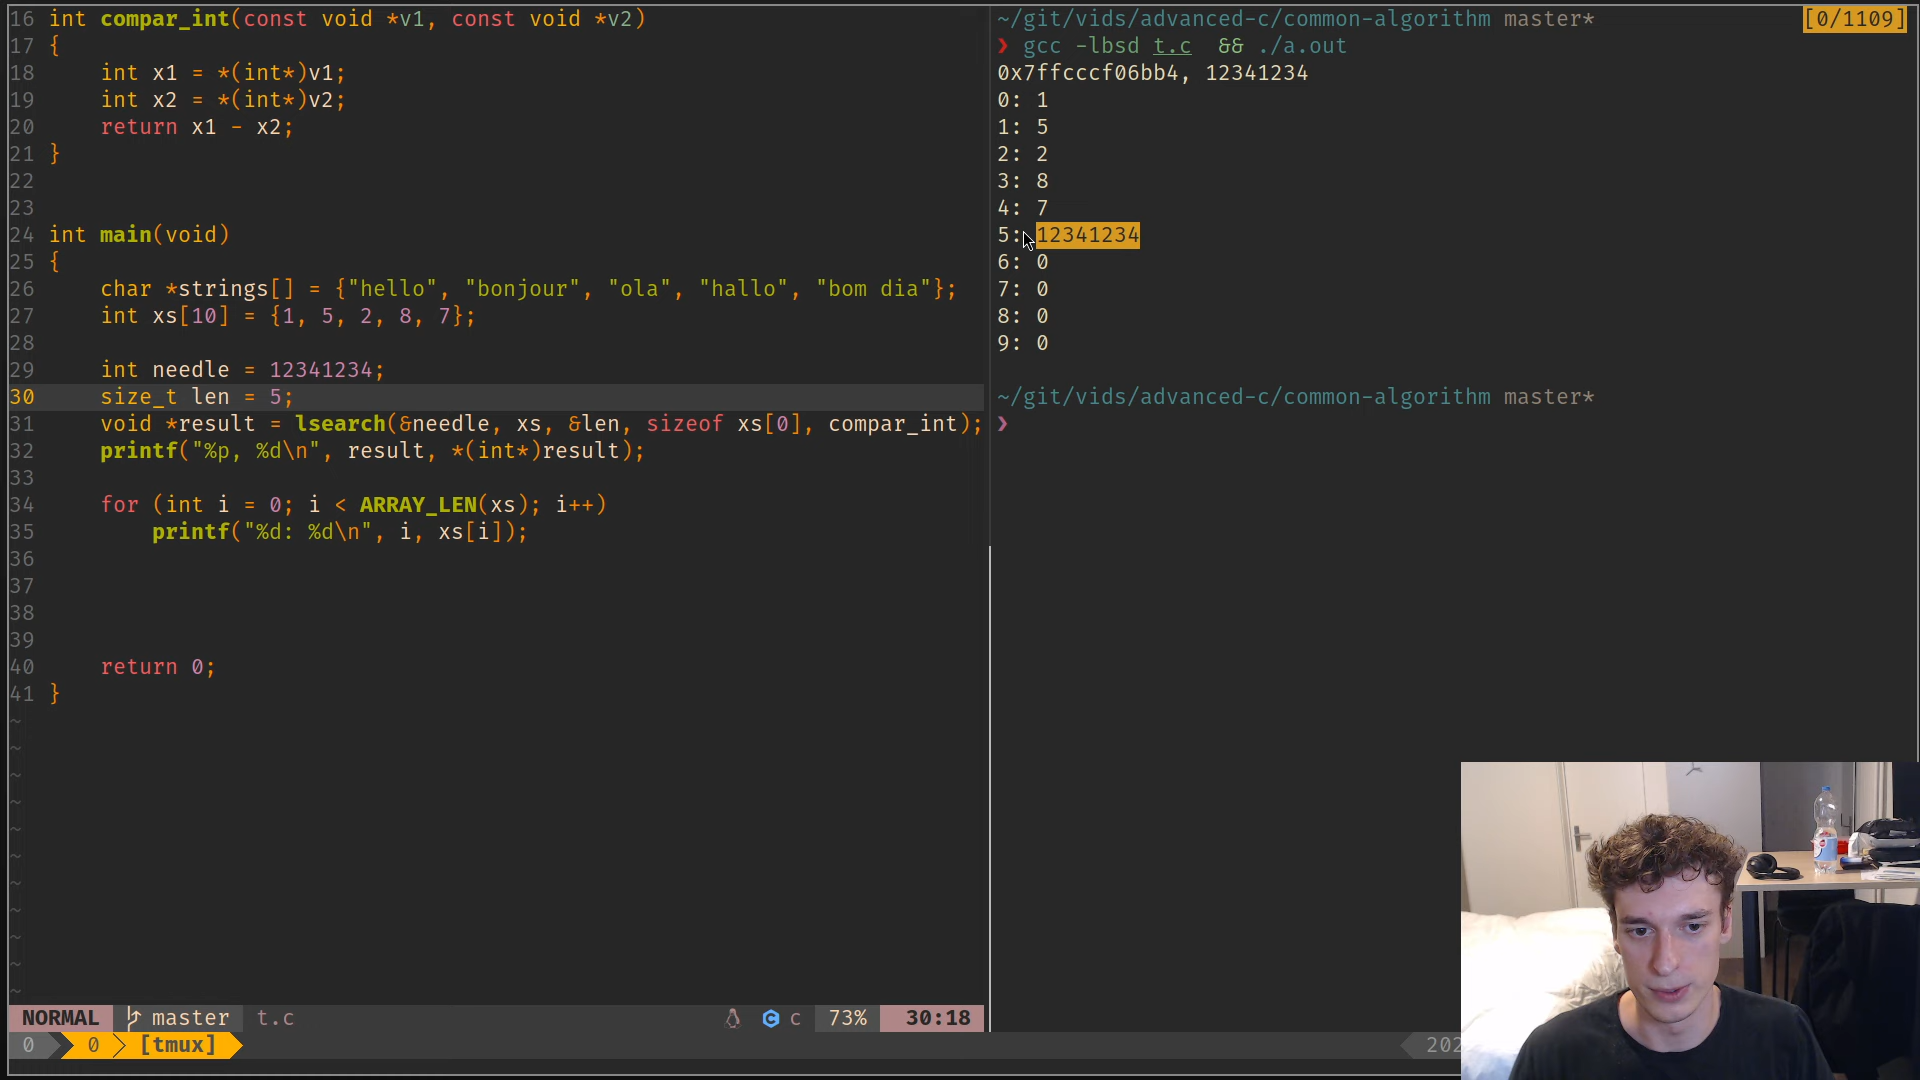 16 int compar_int(const void *v1, const void *v2)
17 {
18     int x1 = *(int*)v1;
19     int x2 = *(int*)v2;
20     return x1 - x2;
21 }
22
23
24 int main(void)
25 {
26     char *strings[] = {"hello", "bonjour", "ola", "hallo", "bom dia"};
27     int xs[10] = {1, 5, 2, 8, 7};
28
29     int needle = 12341234;
30     size_t len = 5;
31     void *result = lsearch(&needle, xs, &len, sizeof xs[0], compar_int);
32     printf("%p, %d\n", result, *(int*)result);
33
34     for (int i = 0; i < ARRAY_LEN(xs); i++)
35         printf("%d: %d\n", i, xs[i]);
36
37
38
39
40     return 0;
41 }
~
~
~
~
~
~
~
~
~
~
~
NORMAL master t.c c 73% 30:18
~/git/vids/advanced-c/common-algorithm master* [0/1109]
❯ gcc -lbsd t.c  && ./a.out
0x7ffcccf06bb4, 12341234
0: 1
1: 5
2: 2
3: 8
4: 7
5: 12341234
6: 0
7: 0
8: 0
9: 0
~/git/vids/advanced-c/common-algorithm master*
❯
0 0 [tmux]